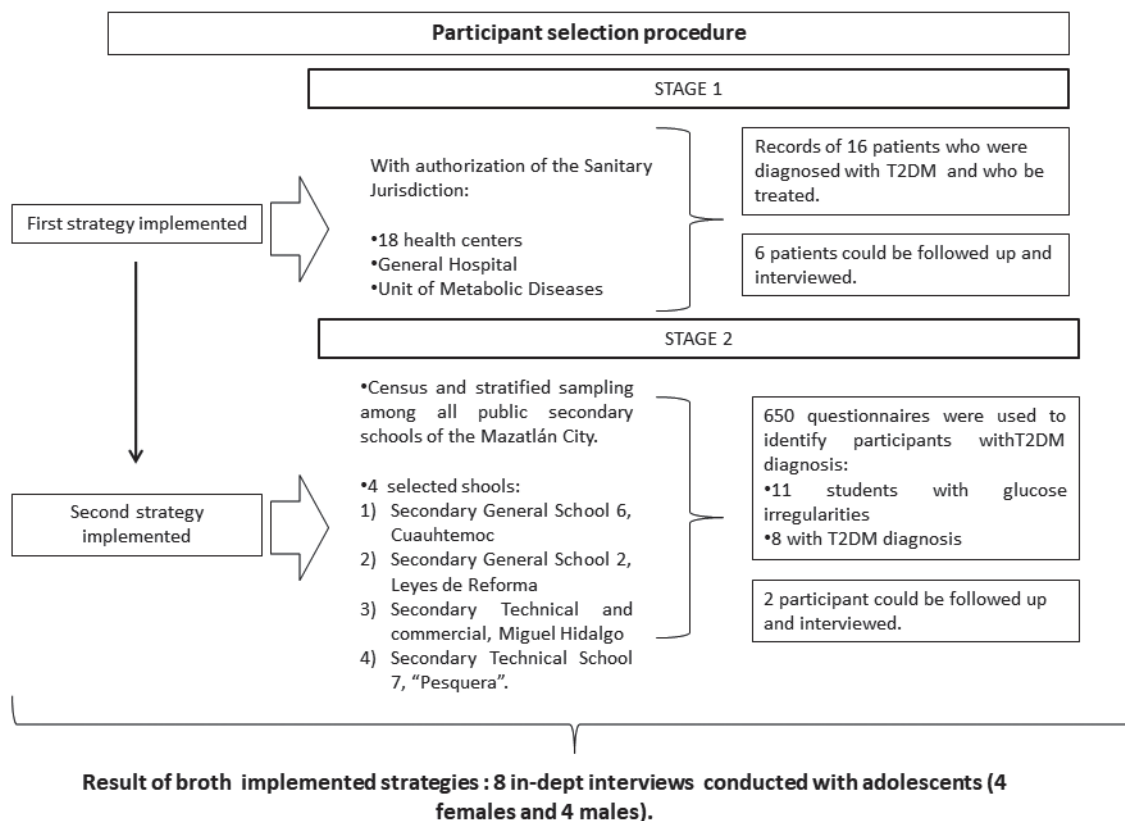 Participant selection procedure
STAGE 1
First strategy implemented
With authorization of the Sanitary
Jurisdiction:
•18 health centers
•General Hospital
•Unit of Metabolic Diseases
Records of 16 patients who were
diagnosed with T2DM and who be
treated.
6 patients could be followed up and
interviewed.
STAGE 2
Second strategy
implemented
•Census and stratified sampling
among all public secondary
schools of the Mazatlán City.
•4 selected shools:
1) Secondary General School 6,
Cuauhtemoc
2) Secondary General School 2,
Leyes de Reforma
3) Secondary Technical and
commercial, Miguel Hidalgo
4) Secondary Technical School
7, “Pesquera”.
650 questionnaires were used to
identify participants withT2DM
diagnosis:
•11 students with glucose
irregularities
•8 with T2DM diagnosis
2 participant could be followed up
and interviewed.
Result of broth implemented strategies : 8 in-dept interviews conducted with adolescents (4
females and 4 males).